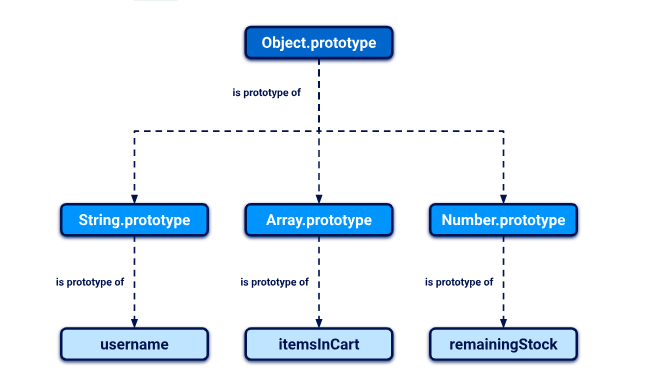 Object.prototype
is prototype of
String.prototype
Array.prototype
Number.prototype
is prototype of
is prototype of
is prototype of
username
itemsInCart
remainingStock